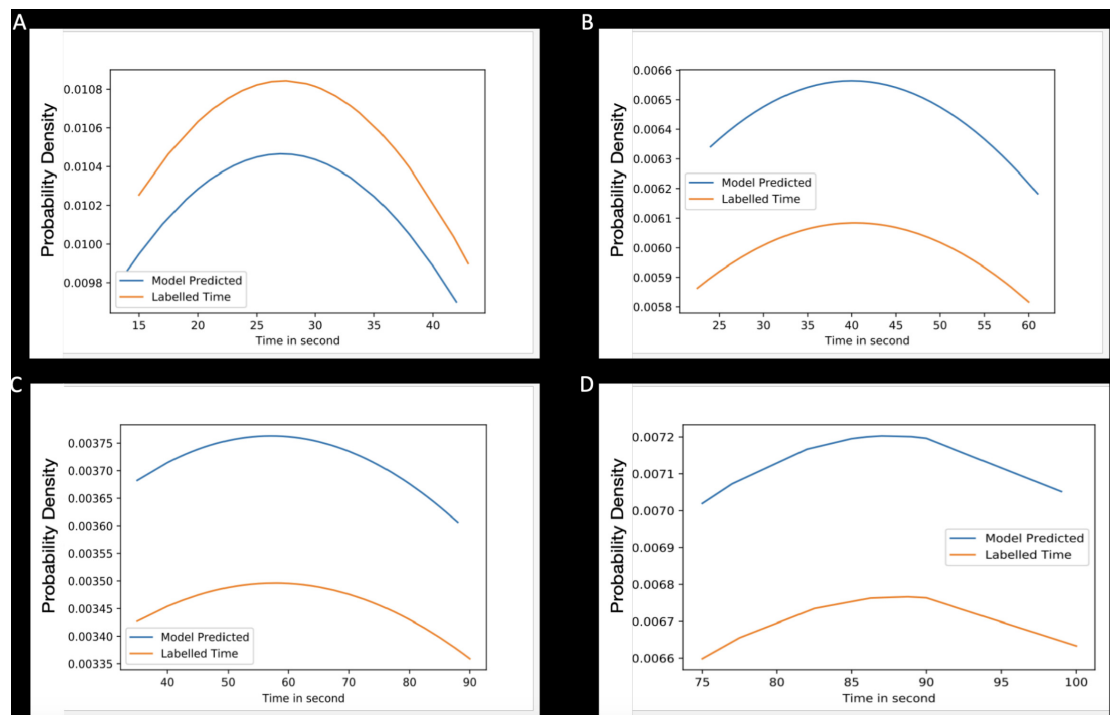 A
Probability Density
0.0108
0.0106
0.0104
0.0102
0.0100
0.0098
Model Predicted
Labelled Time
15 20 25 30 35 40
Time in second
B
Probability Density
0.0066
0.0065
0.0064
0.0063
0.0062
0.0061
0.0060
0.0059
0.0058
Model Predicted
Labelled Time
25 30 35 40 45 50 55 60
Time in second
C
Probability Density
0.00375
0.00370
0.00365
0.00360
0.00355
0.00350
0.00345
0.00340
0.00335
Model Predicted
Labelled Time
40 50 60 70 80 90
Time in second
D
Probability Density
0.0072
0.0071
0.0070
0.0069
0.0068
0.0067
0.0066
Model Predicted
Labelled Time
75 80 85 90 95 100
Time in second